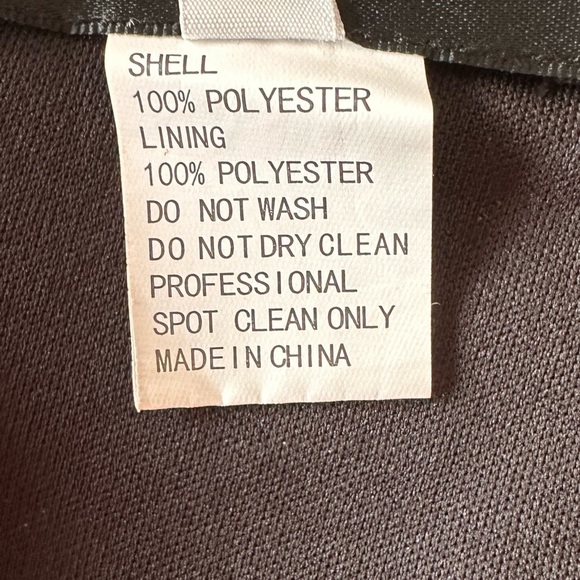 SHELL
100% POLYESTER
LINING
100% POLYESTER
DO NOT WASH
DO NOT DRY CLEAN
PROFESSIONAL
SPOT CLEAN ONLY
MADE IN CHINA